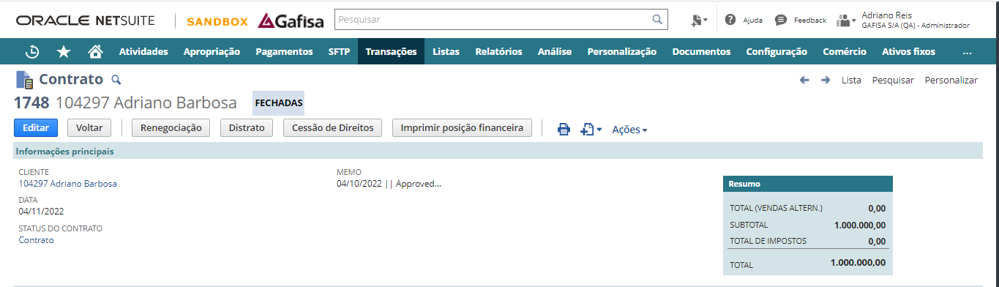 ORACLE NETSUITE SANDBOX Gafisa Pesquisar Ajuda Feedback Adriano Reis
GAFISA S/A (QA) - Administrador
Atividades Apropriação Pagamentos SFTP Transações Listas Relatórios Análise Personalização Documentos Configuração Comércio Ativos fixos ...
Contrato Lista Pesquisar Personalizar
1748 104297 Adriano Barbosa FECHADAS
Editar Voltar Renegociação Distrato Cessão de Direitos Imprimir posição financeira Ações
Informações principais
CLIENTE
104297 Adriano Barbosa
DATA
04/11/2022
STATUS DO CONTRATO
Contrato
MEMO
04/10/2022 || Approved...
Resumo
TOTAL (VENDAS ALTERN.) 0,00
SUBTOTAL 1.000.000,00
TOTAL DE IMPOSTOS 0,00
TOTAL 1.000.000,00